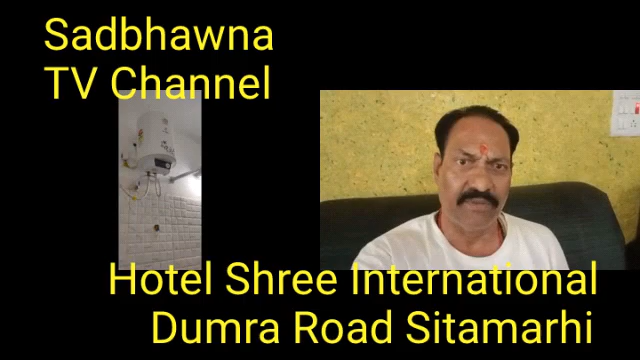 Sadbhawna
TV Channel
Hotel Shree International
Dumra Road Sitamarhi